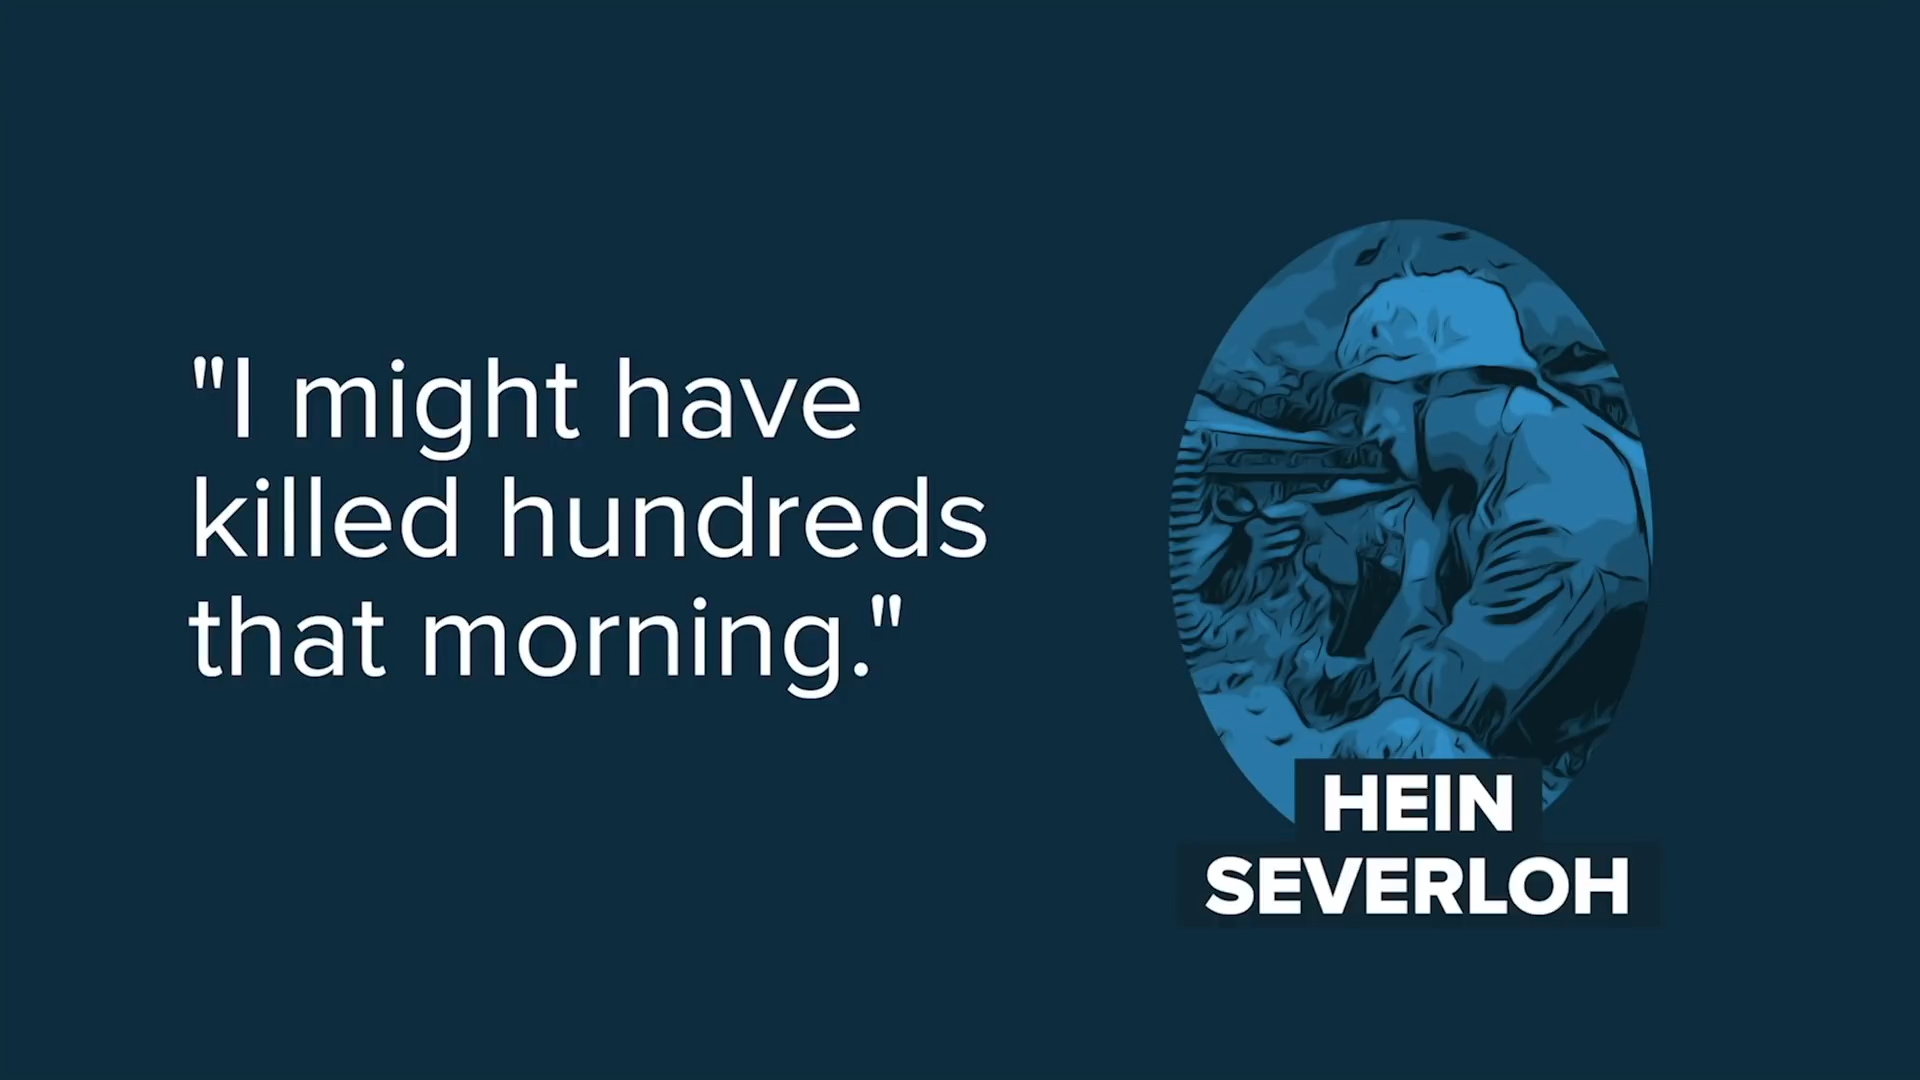 "I might have
killed hundreds
that morning."
HEIN
SEVERLOH